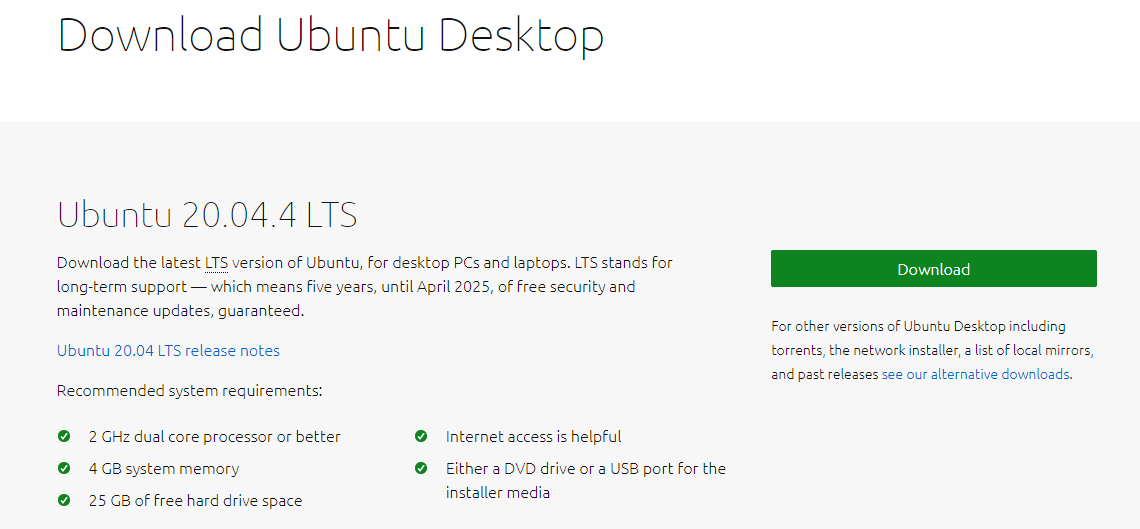 Download Ubuntu Desktop
Ubuntu 20.04.4 LTS
Download the latest LTS version of Ubuntu, for desktop PCs and laptops. LTS stands for
long-term support — which means five years, until April 2025, of free security and
maintenance updates, guaranteed.
Ubuntu 20.04 LTS release notes
Recommended system requirements:
2 GHz dual core processor or better
4 GB system memory
25 GB of free hard drive space
Internet access is helpful
Either a DVD drive or a USB port for the
installer media
Download
For other versions of Ubuntu Desktop including
torrents, the network installer, a list of local mirrors,
and past releases see our alternative downloads.